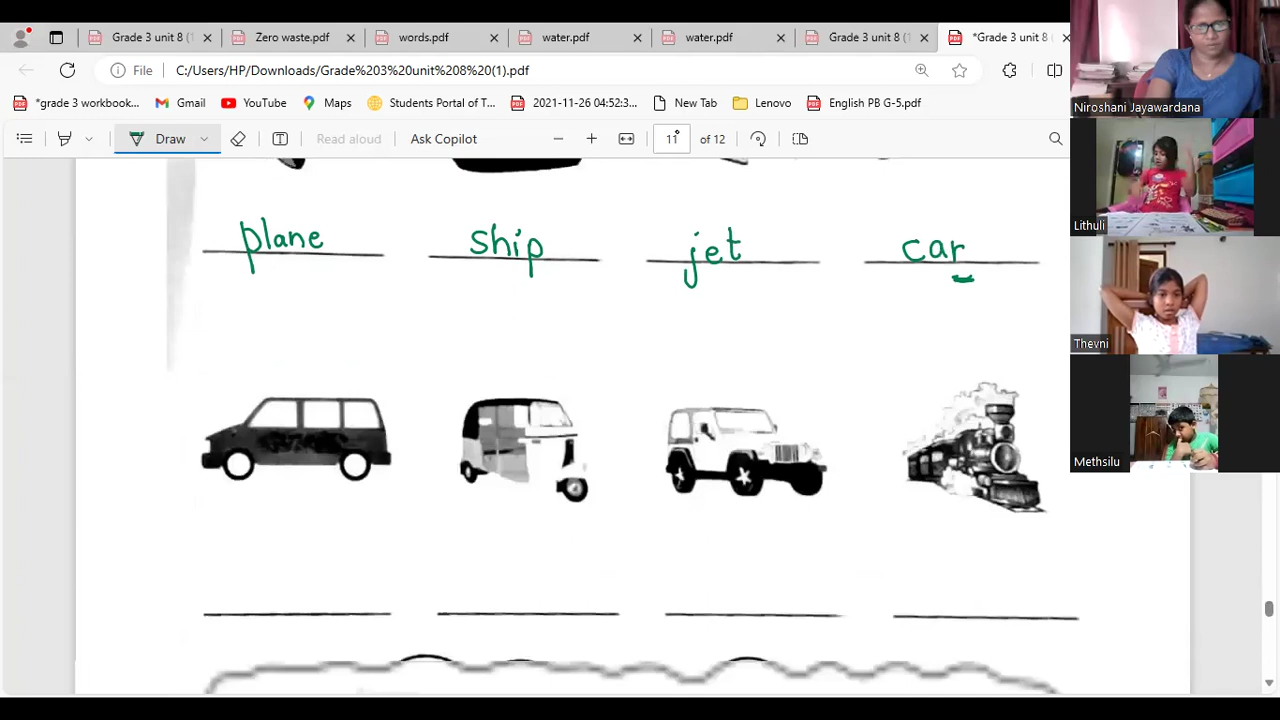 Grade 3 unit 8 (1
Zero waste.pdf
words.pdf
water.pdf
water.pdf
Grade 3 unit 8 (1
*Grade 3 unit 8
File C:/Users/HP/Downloads/Grade%203%20unit%208%20(1).pdf
*grade 3 workbook...
Gmail
YouTube
Maps
Students Portal of T...
2021-11-26 04:52:3...
New Tab
Lenovo
English PB G-5.pdf
Draw
Read aloud
Ask Copilot
11
of 12
plane ship jet car
Niroshani Jayawardana
Lithuli
Thevni
Methsilu